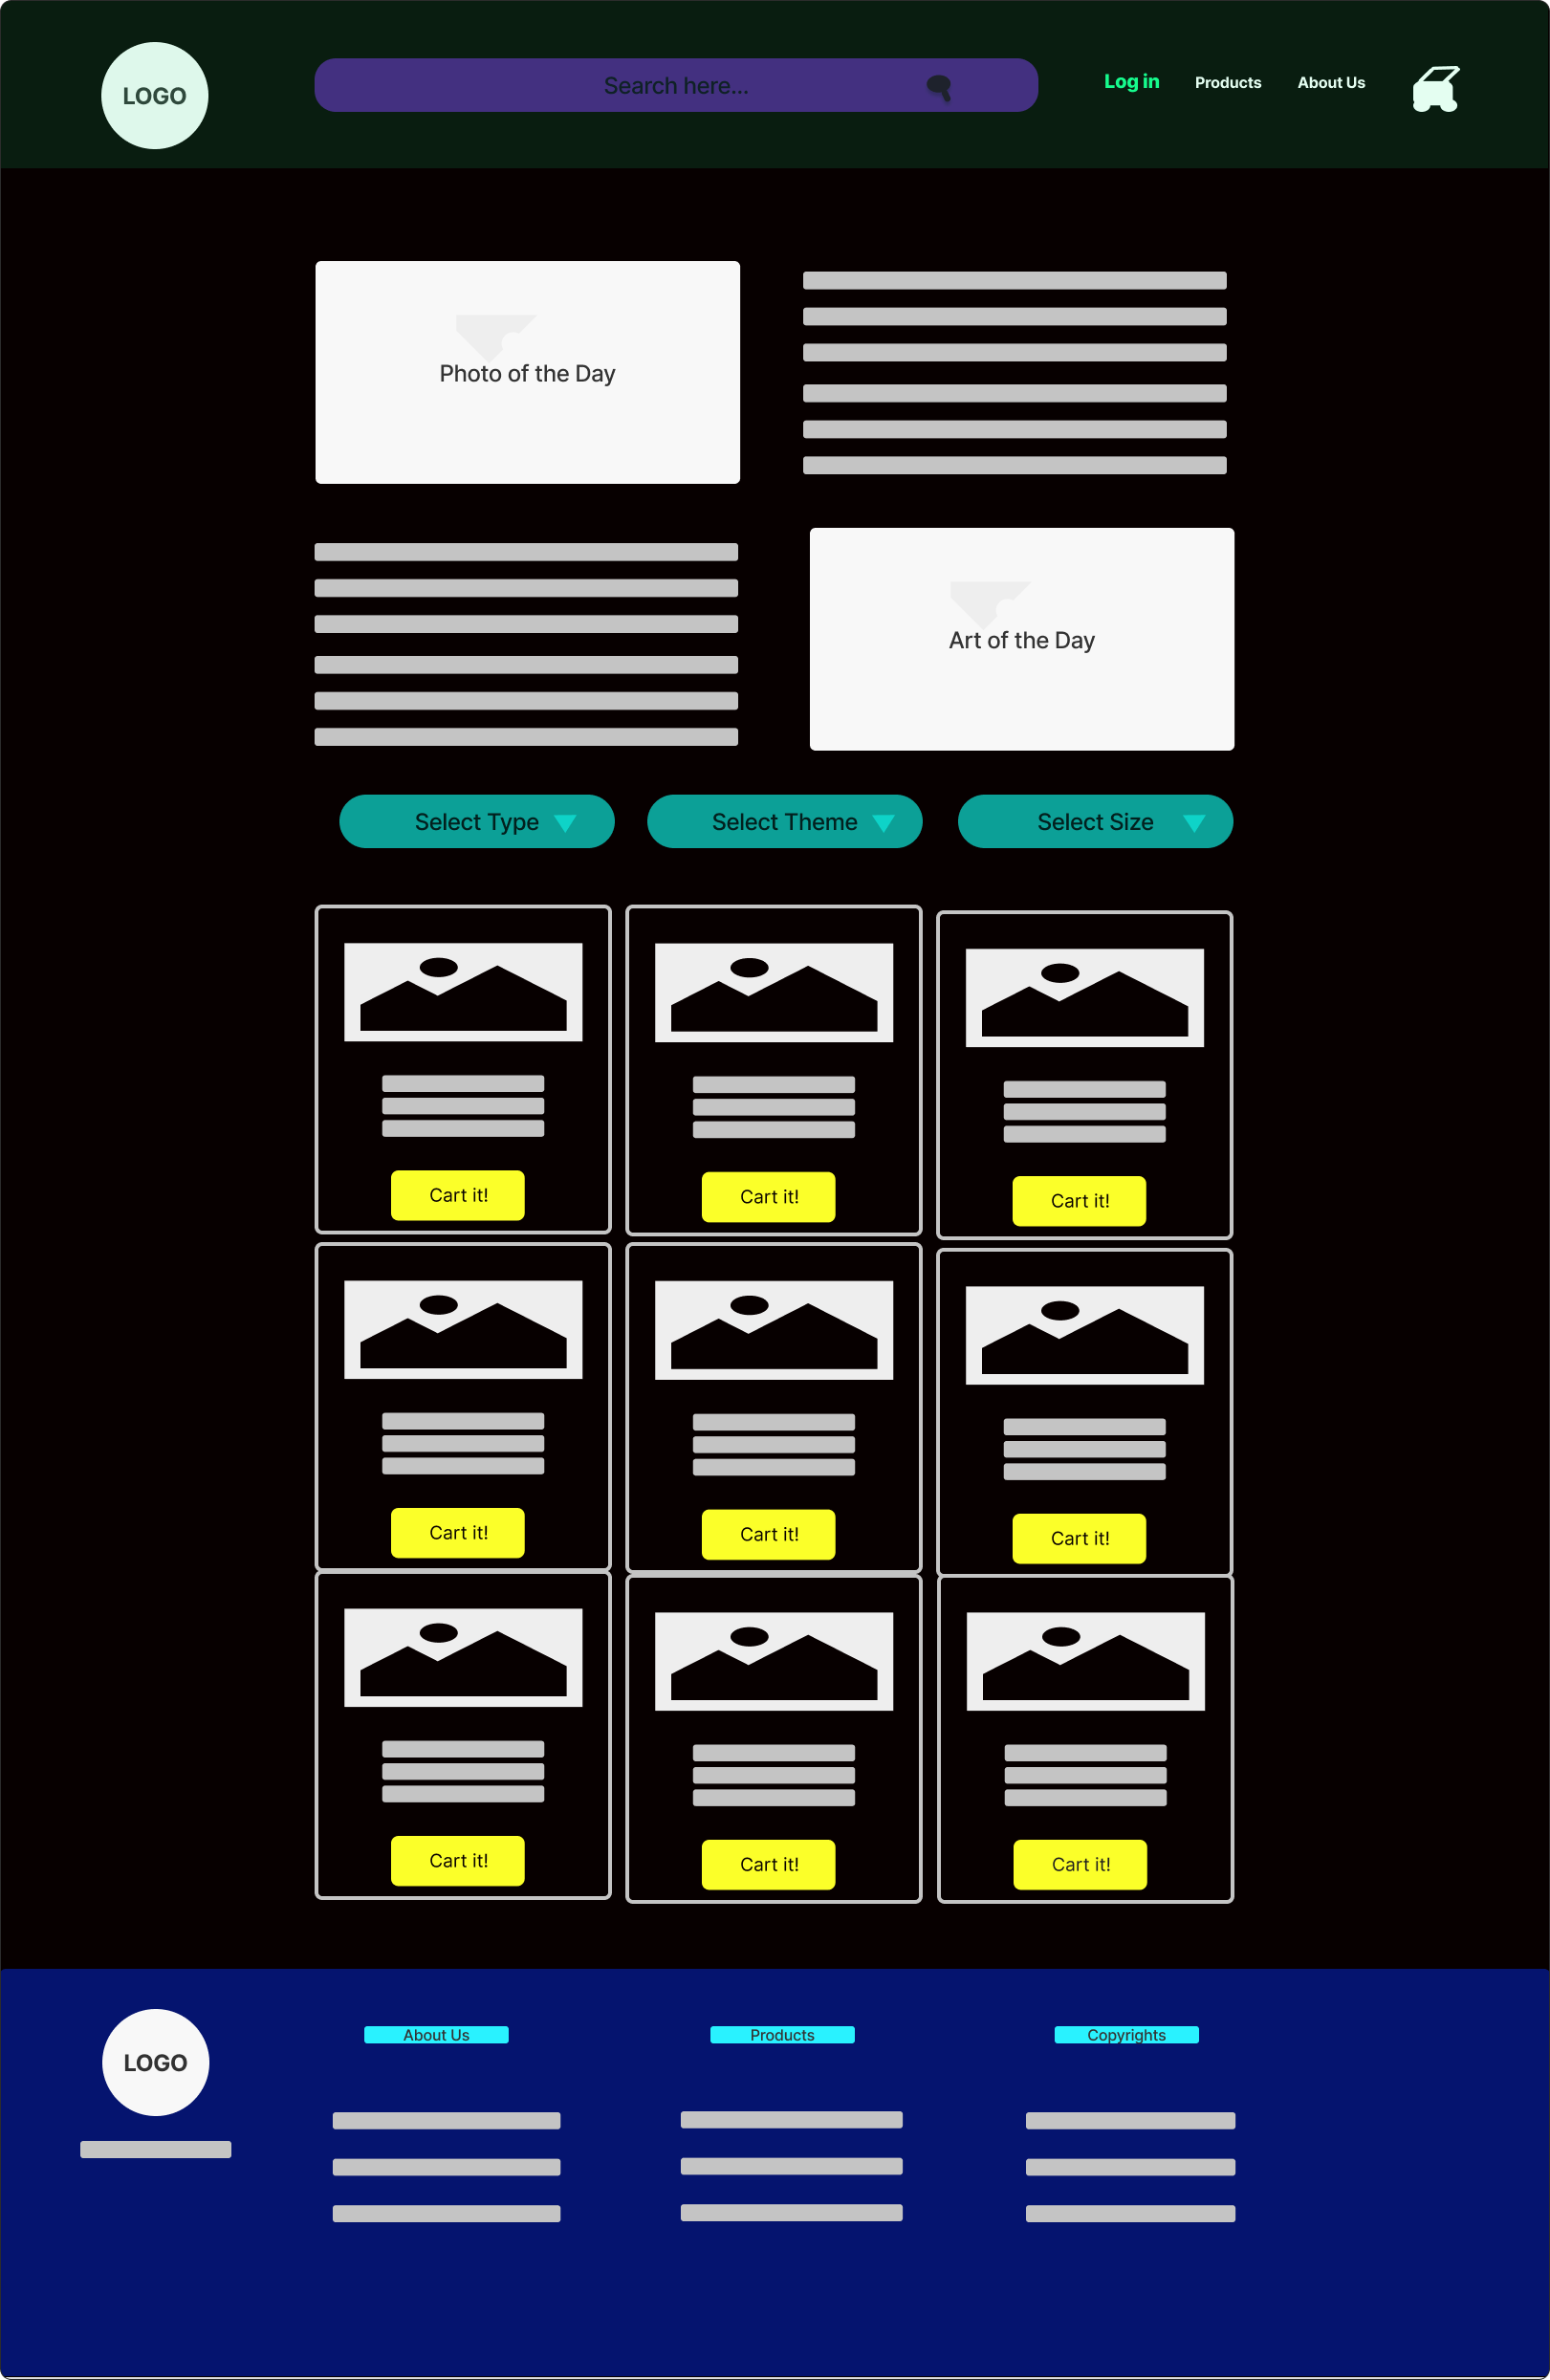 LOGO
Search here...
Log in
Products
About Us
Photo of the Day
Art of the Day
Select Type
Select Theme
Select Size
Cart it!
Cart it!
Cart it!
Cart it!
Cart it!
Cart it!
Cart it!
Cart it!
Cart it!
LOGO
About Us
Products
Copyrights